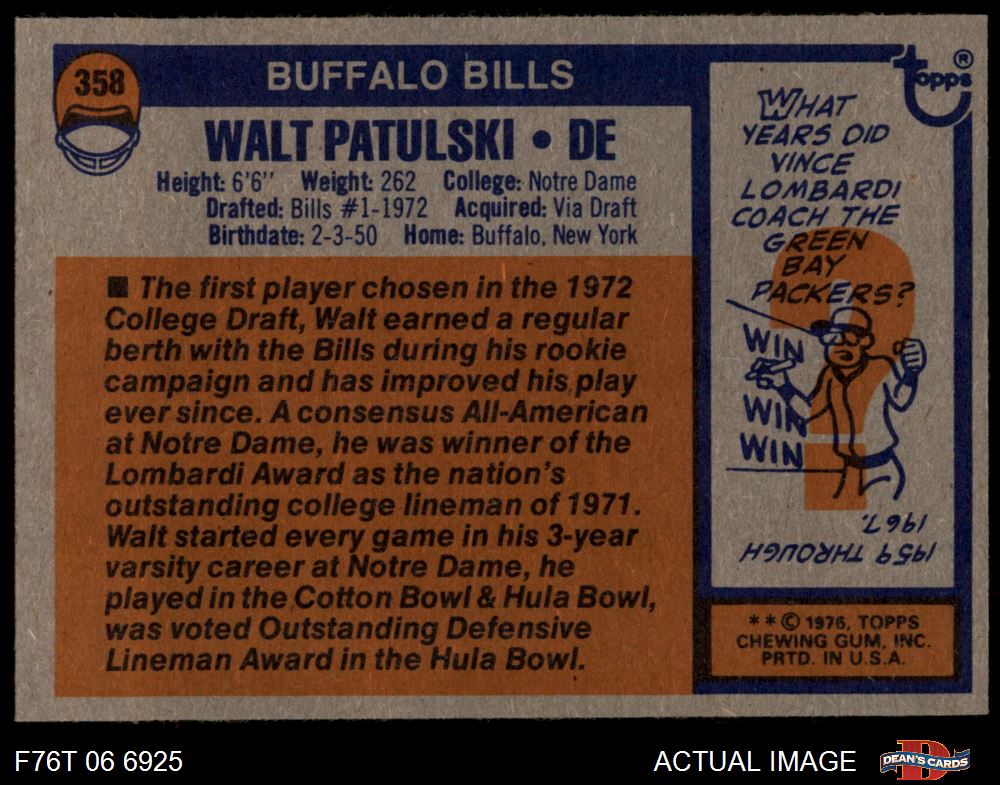 358
BUFFALO BILLS
WALT PATULSKI • DE
Height: 6'6" Weight: 262 College: Notre Dame
Drafted: Bills #1-1972 Acquired: Via Draft
Birthdate: 2-3-50 Home: Buffalo, New York
■ The first player chosen in the 1972
College Draft, Walt earned a regular
berth with the Bills during his rookie
campaign and has improved his play
ever since. A consensus All-American
at Notre Dame, he was winner of the
Lombardi Award as the nation's
outstanding college lineman of 1971.
Walt started every game in his 3-year
varsity career at Notre Dame, he
played in the Cotton Bowl & Hula Bowl,
was voted Outstanding Defensive
Lineman Award in the Hula Bowl.
topps®
WHAT
YEARS DID
VINCE
LOMBARDI
COACH THE
GREEN
BAY
PACKERS?
WIN
WIN
WIN
1959 THROUGH
1967.
* * © 1976, TOPPS
CHEWING GUM, INC.
PRTD. IN U.S.A.
F76T 06 6925
ACTUAL IMAGE
D
DEAN'S CARDS